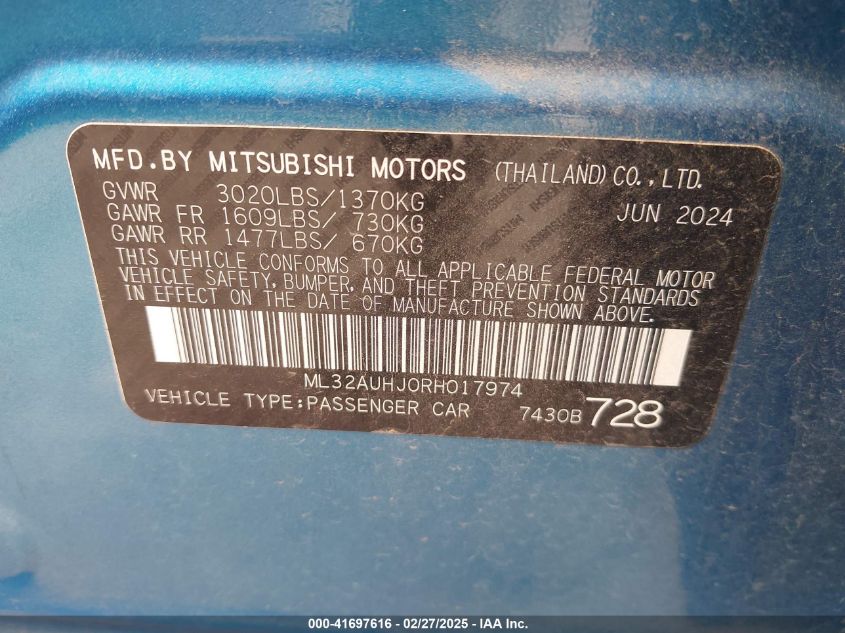 MFD.BY MITSUBISHI MOTORS (THAILAND) CO.,LTD.
GVWR 3020LBS/1370KG JUN 2024
GAWR FR 1609LBS/ 730KG
GAWR RR 1477LBS/ 670KG
THIS VEHICLE CONFORMS TO ALL APPLICABLE FEDERAL MOTOR
VEHICLE SAFETY, BUMPER, AND THEFT PREVENTION STANDARDS
IN EFFECT ON THE DATE OF MANUFACTURE SHOWN ABOVE.
ML32AUHJ0RH017974
VEHICLE TYPE:PASSENGER CAR 7430B 728
000-41697616 - 02/27/2025 - IAA Inc.